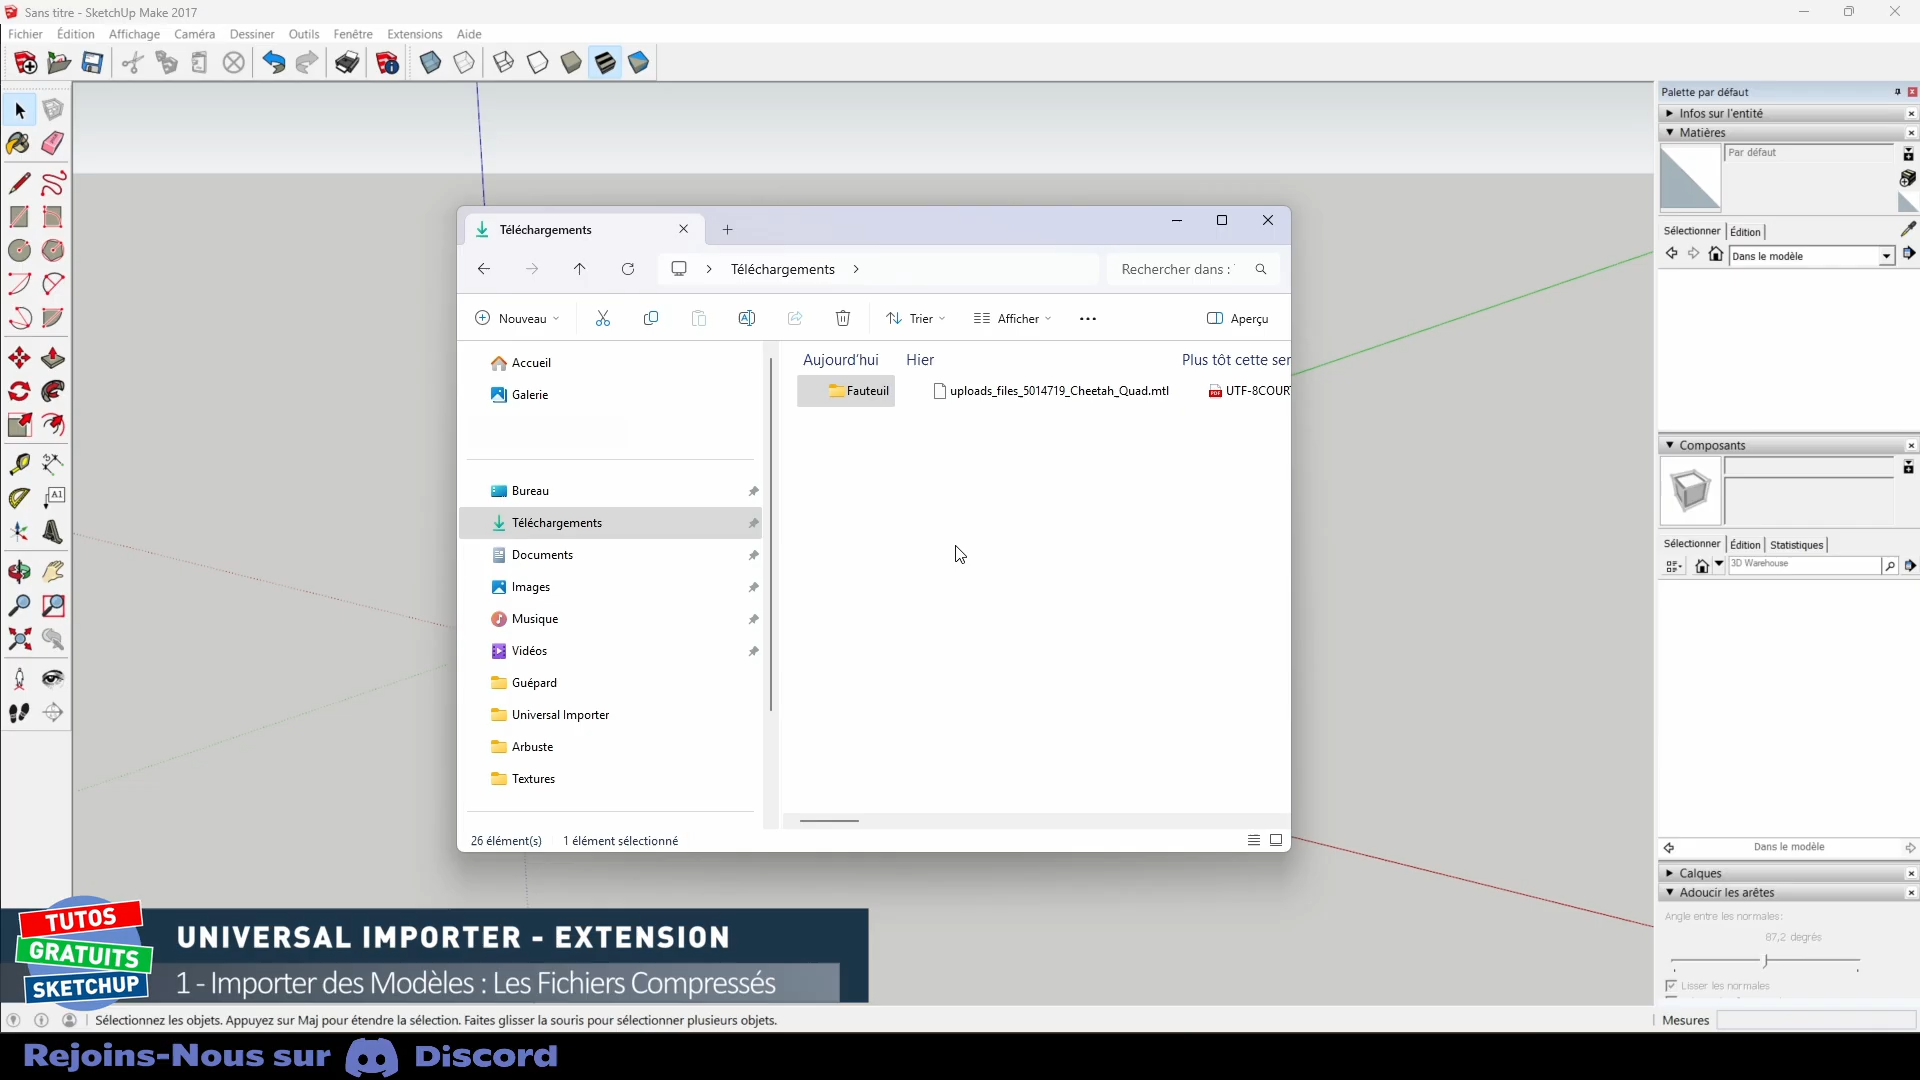 Sans titre - SketchUp Make 2017
Fichier Édition Affichage Caméra Dessiner Outils Fenêtre Extensions Aide
Palette par défaut
Infos sur l'entité
Matières
Par défaut
Sélectionner Édition
Dans le modèle
Téléchargements
Téléchargements
Rechercher dans :
Nouveau
Trier
Afficher
Aperçu
Accueil
Galerie
Bureau
Téléchargements
Documents
Images
Musique
Vidéos
Guépard
Universal Importer
Arbuste
Textures
Aujourd'hui Hier Plus tôt cette ser
Fauteuil uploads_files_5014719_Cheetah_Quad.mtl UTF-8COUR
26 élément(s) 1 élément sélectionné
Composants
Sélectionner Édition Statistiques
3D Warehouse
Dans le modèle
Calques
Adoucir les arêtes
Angle entre les normales:
87,2 degrés
Lisser les normales
TUTOS
GRATUITS
SKETCHUP
UNIVERSAL IMPORTER - EXTENSION
1 - Importer des Modèles : Les Fichiers Compressés
Sélectionnez les objets. Appuyez sur Maj pour étendre la sélection. Faites glisser la souris pour sélectionner plusieurs objets.
Mesures
Rejoins-Nous sur Discord